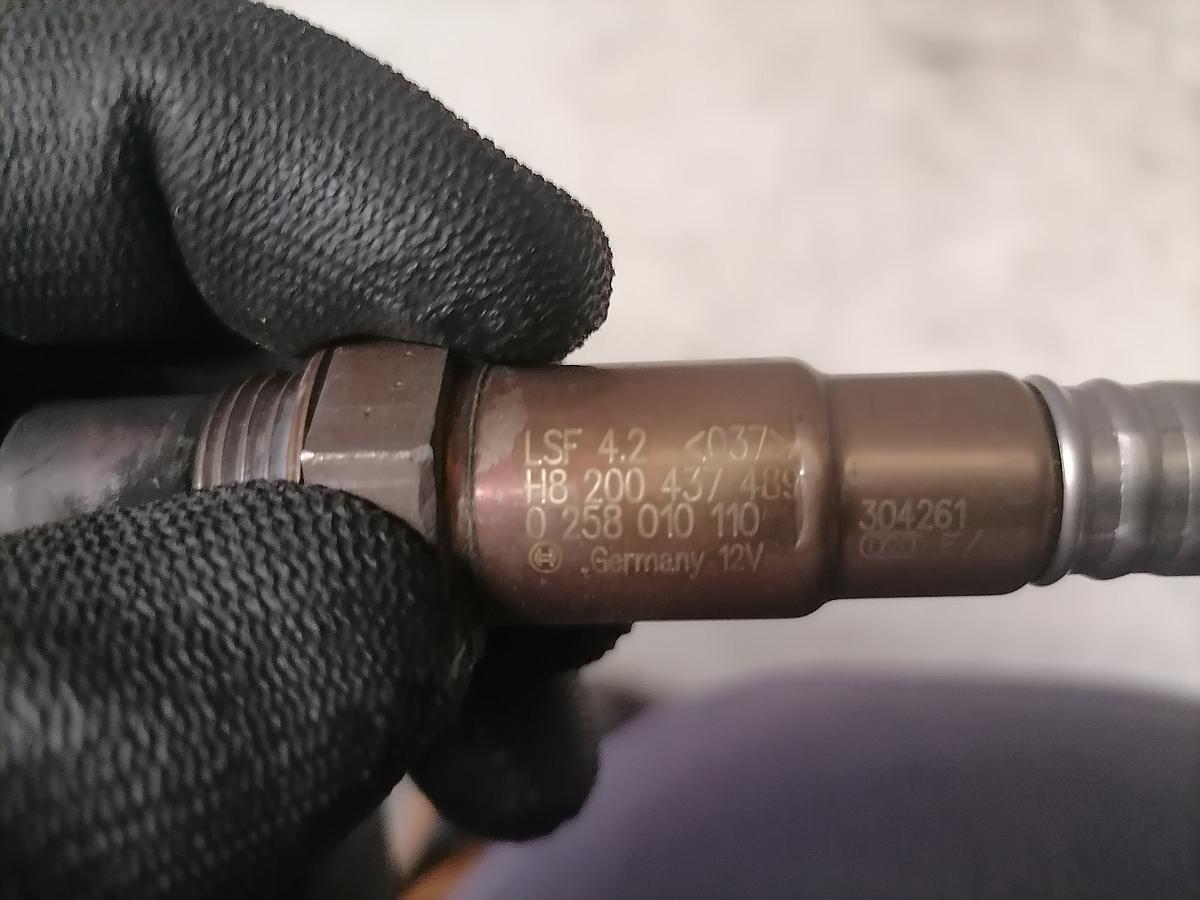 LSF 4.2 <037>
H8 200 437 489
0 258 010 110
Germany 12V
304261